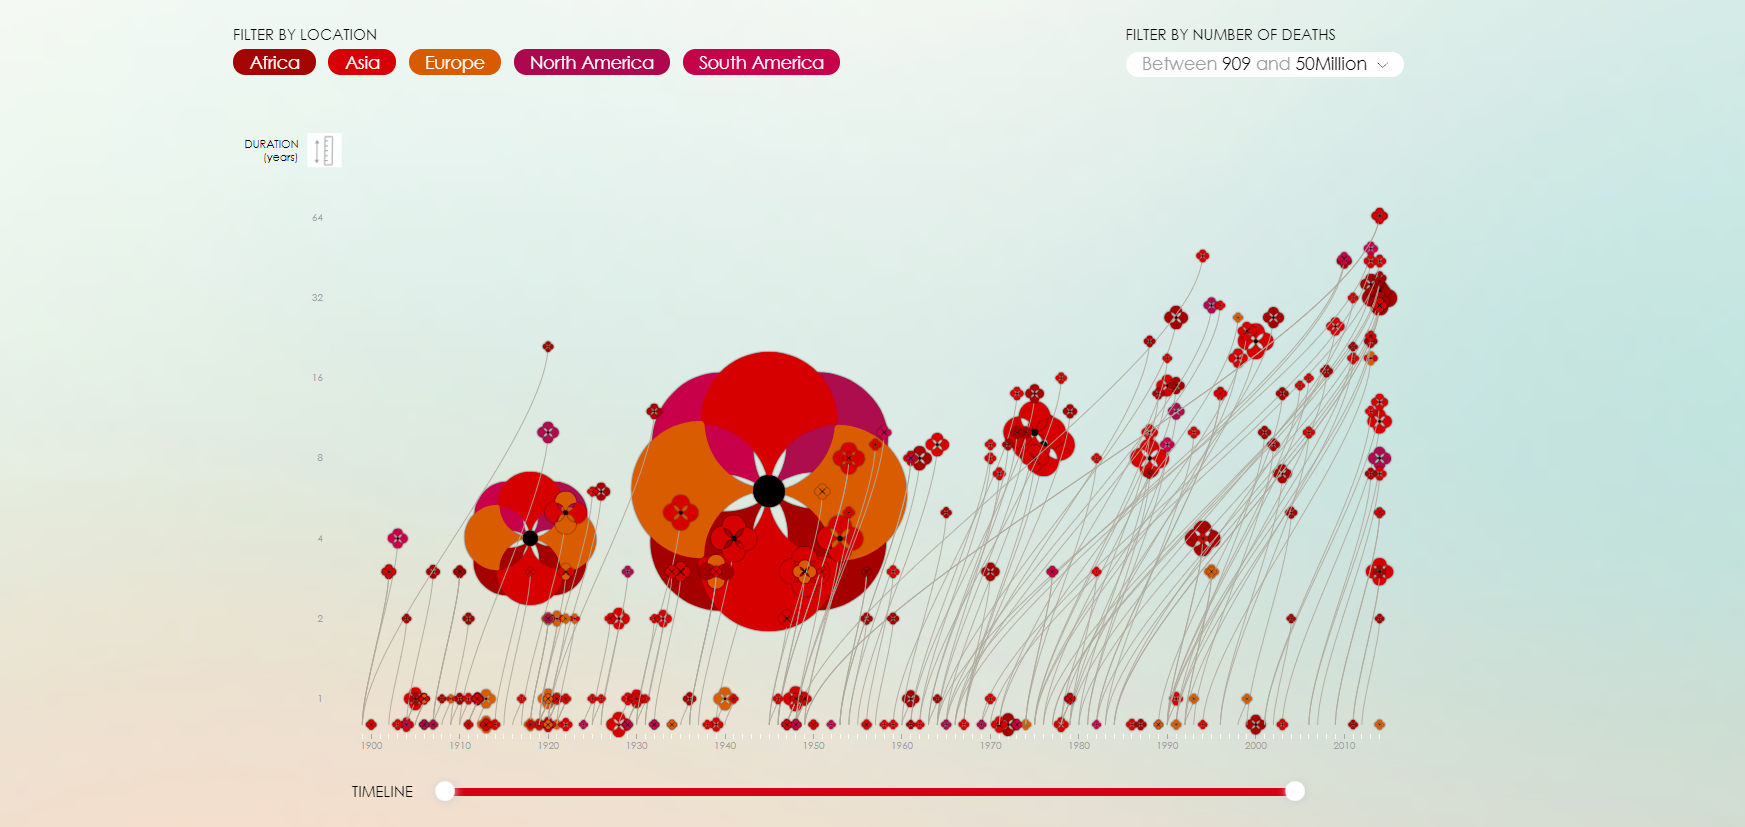 FILTER BY LOCATION
Africa Asia Europe North America South America
FILTER BY NUMBER OF DEATHS
Between 909 and 50Million
DURATION
(years)
64
32
16
8
4
2
1
1900 1910 1920 1930 1940 1950 1960 1970 1980 1990 2000 2010
TIMELINE